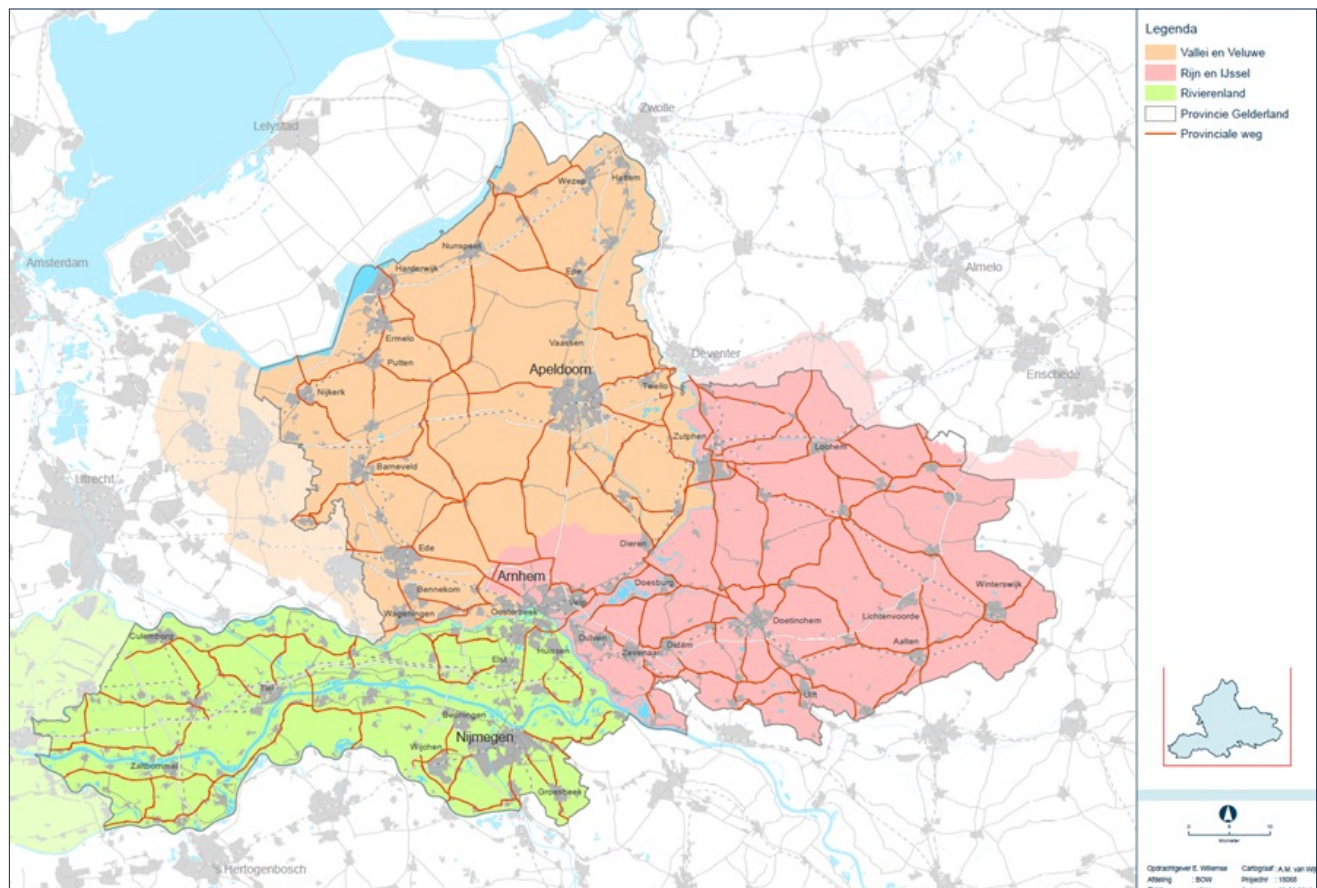 Zwolle
Lelystad
Wezep
Hattem
Nunspeet
Amsterdam
Harderwijk
Epe
Almelo
Ermelo
Vaassen
Putten
Deventer
Apeldoorn
Twello
Enschede
Nijkerk
Zutphen
Lochem
Barneveld
Utrecht
Dieren
Ede
Arnhem
Doesburg
Winterswijk
Bennekom
Velp
Wageningen
Oosterbeek
Lichtenvoorde
Doetinchem
Culemborg
Duiven
Aalten
Huissen
Zevenaar
Didam
Elst
Tiel
Ulft
Beuningen
Nijmegen
Wijchen
Zaltbommel
Groesbeek
's Hertogenbosch
Legenda
Vallei en Veluwe
Rijn en IJssel
Rivierenland
Provincie Gelderland
Provinciale weg
Opdrachtgever E. Willemse Cartograaf : A.M. van
Afdeling : BOW Projectnr : 18068